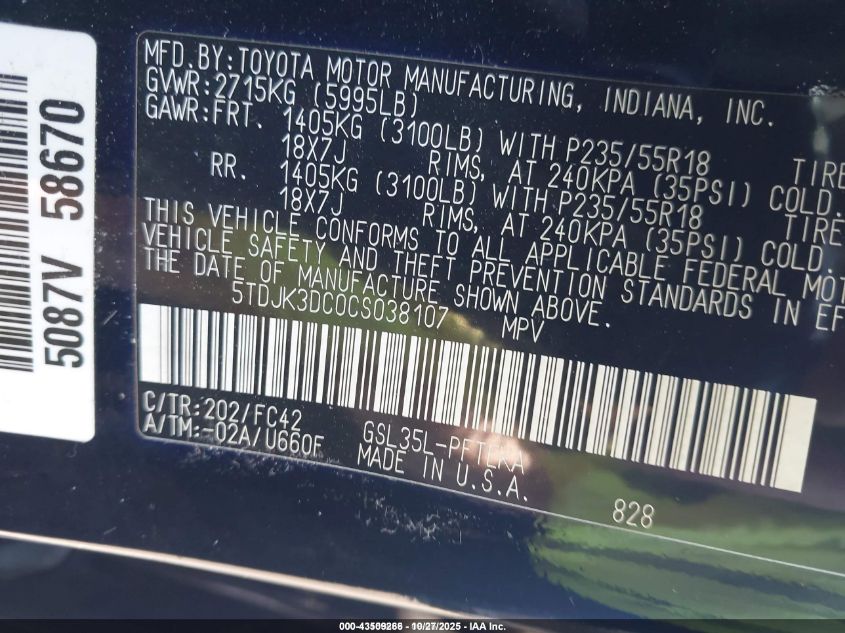 5087V 58670
MFD.BY:TOYOTA MOTOR MANUFACTURING, INDIANA, INC.
GVWR:2715KG (5995LB)
GAWR:FRT. 1405KG (3100LB) WITH P235/55R18 TIRE
18X7J RIMS, AT 240KPA (35PSI) COLD.
RR. 1405KG (3100LB) WITH P235/55R18 TIRE
18X7J RIMS, AT 240KPA (35PSI) COLD.
THIS VEHICLE CONFORMS TO ALL APPLICABLE FEDERAL MOT
VEHICLE SAFETY AND THEFT PREVENTION STANDARDS IN EF
THE DATE OF MANUFACTURE SHOWN ABOVE.
5TDJK3DC0CS038107 MPV
C/TR:202/FC42
A/TM:-02A/U660F
GSL35L-PFTEKA
MADE IN U.S.A.
828
000-43509266 - 10/27/2025 - IAA Inc.